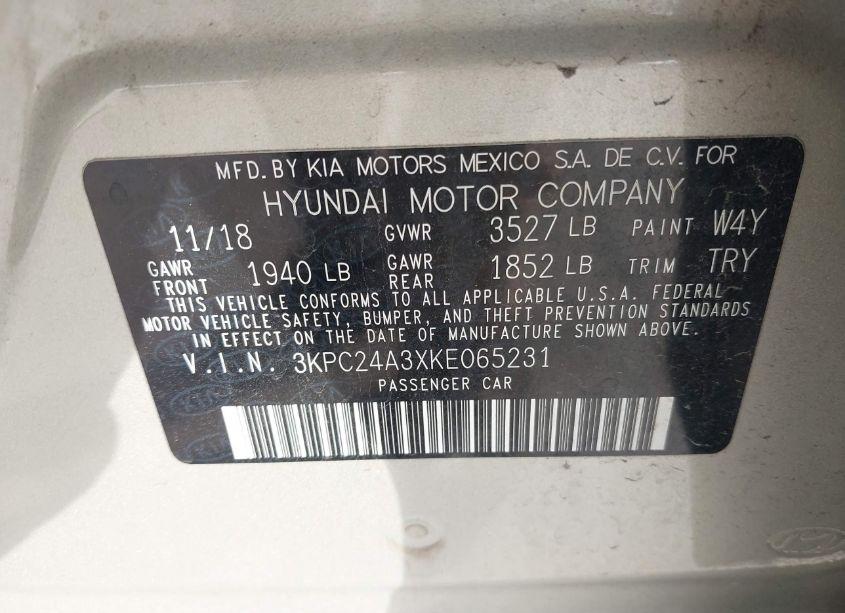 MFD. BY KIA MOTORS MEXICO S.A. DE C.V. FOR
HYUNDAI MOTOR COMPANY
11/18 GVWR 3527 LB PAINT W4Y
GAWR FRONT 1940 LB GAWR REAR 1852 LB TRIM TRY
THIS VEHICLE CONFORMS TO ALL APPLICABLE U.S.A. FEDERAL
MOTOR VEHICLE SAFETY, BUMPER, AND THEFT PREVENTION STANDARDS
IN EFFECT ON THE DATE OF MANUFACTURE SHOWN ABOVE.
V.I.N. 3KPC24A3XKE065231
PASSENGER CAR